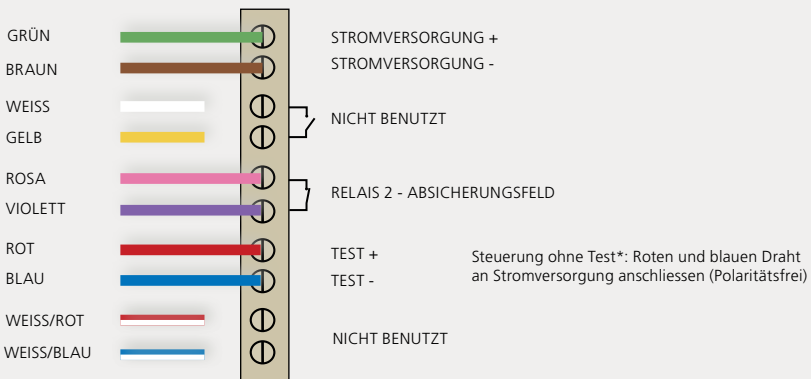 GRÜN
STROMVERSORGUNG +
BRAUN
STROMVERSORGUNG -
WEISS
NICHT BENUTZT
GELB
ROSA
RELAIS 2 - ABSICHERUNGSFELD
VIOLETT
ROT
TEST +
Steuerung ohne Test*: Roten und blauen Draht
an Stromversorgung anschliessen (Polaritätsfrei)
BLAU
TEST -
WEISS/ROT
NICHT BENUTZT
WEISS/BLAU